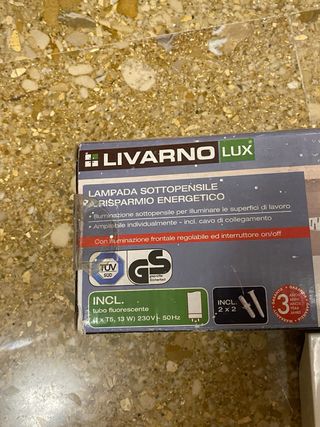 LIVARNO LUX
LAMPADA SOTTOPENSILE
A RISPARMIO ENERGETICO
• Illuminazione sottopensile per illuminare le superfici di lavoro
• Ampliabile individualmente - incl. cavo di collegamento
Con illuminazione frontale regolabile ed interruttore on/off
TÜV
SÜD
GS
INCL.
tubo fluorescente
(1 x T5, 13 W) 230V~ 50Hz
INCL.
2 x 2
3